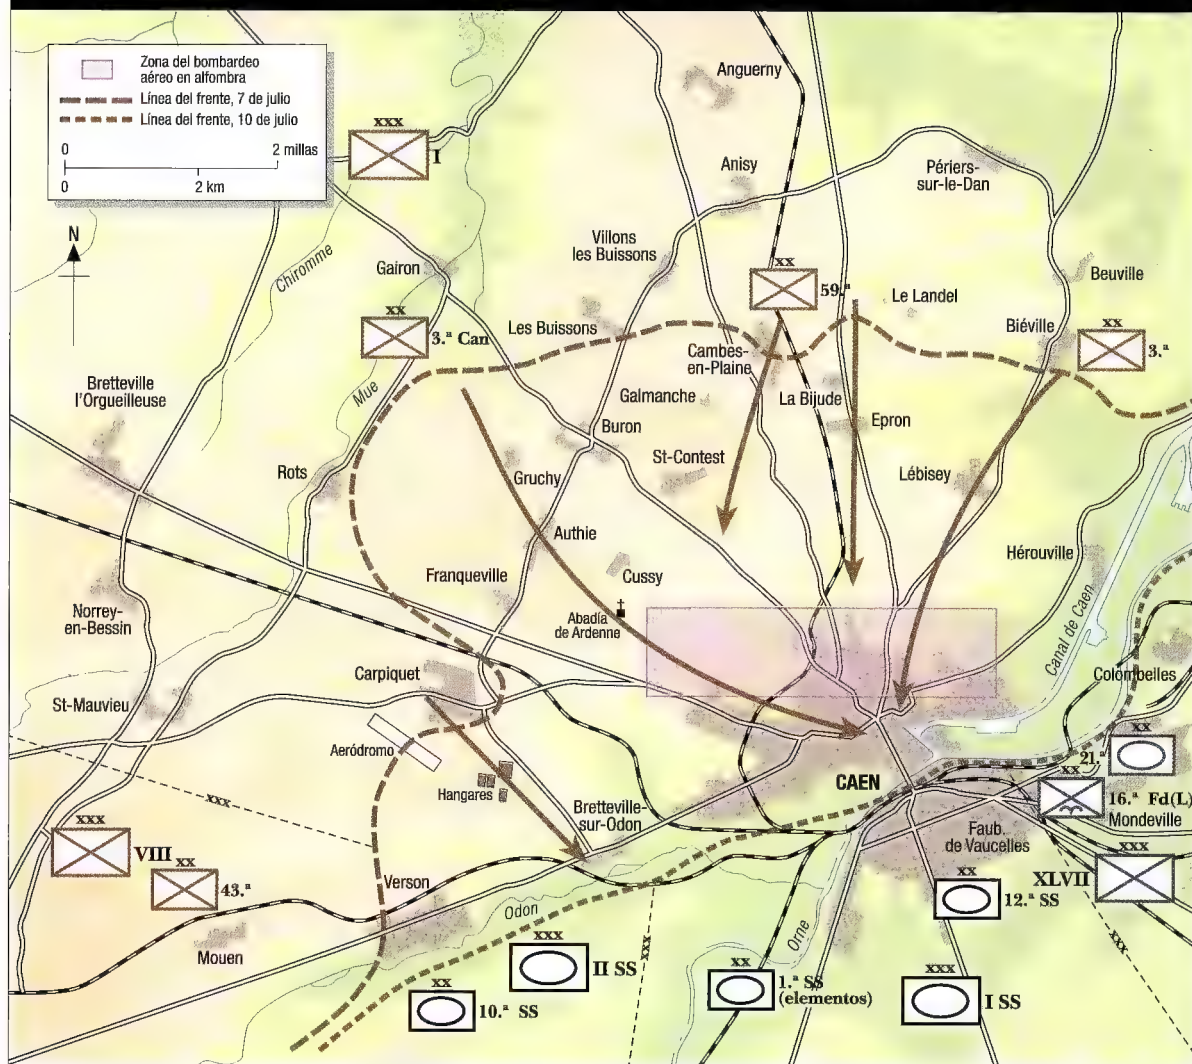 Zona del bombardeo
aéreo en alfombra
Línea del frente, 7 de julio
Línea del frente, 10 de julio
0 2 millas
0 2 km
N
xxx
I
Anguerny
Anisy
Périers-
sur-le-Dan
Villons
les Buissons
Chiromme
Gairon
xx
59.ª
Beuville
Le Landel
xx
3.ª Can
Les Buissons
Biéville
xx
3.ª
Cambes-
en-Plaine
Bretteville
l'Orgueilleuse
Mue
Galmanche
La Bijude
Buron
Epron
St-Contest
Rots
Gruchy
Lébisey
Authie
Hérouville
Franqueville
Cussy
Norrey-
en-Bessin
Abadía
de Ardenne
Canal de Caen
Carpiquet
Colombelles
St-Mauvieu
Aeródromo
xx
21.ª
CAEN
xx
16.ª Fd(L)
Hangares
xxx
Bretteville-
sur-Odon
Mondeville
Faub.
de Vaucelles
xxx
VIII
xx
43.ª
Verson
xxx
XLVII
xx
12.ª SS
Odon
Orne
Mouen
xxx
II SS
xxx
xxx
xx
10.ª SS
xx
1.ª SS
(elementos)
xxx
I SS